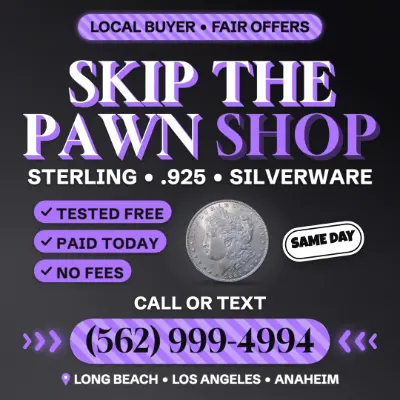 LOCAL BUYER • FAIR OFFERS
SKIP THE
PAWN SHOP
STERLING • .925 • SILVERWARE
TESTED FREE
PAID TODAY
NO FEES
SAME DAY
CALL OR TEXT
(562) 999-4994
LONG BEACH • LOS ANGELES • ANAHEIM